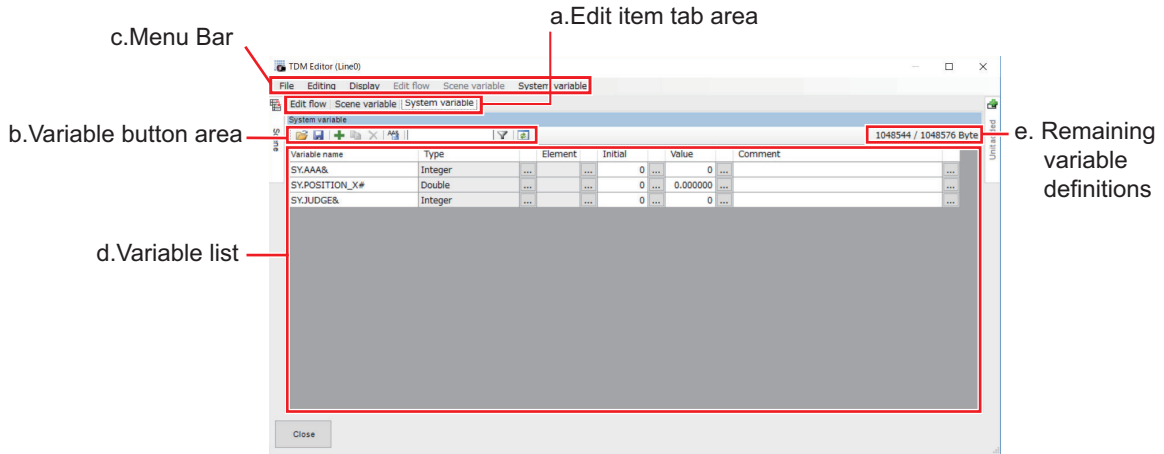 a.Edit item tab area
c.Menu Bar
TDM Editor (Line0)
File Editing Display Edit flow Scene variable System variable
Edit flow Scene variable System variable
System variable
b.Variable button area
AAA
1048544 / 1048576 Byte
e. Remaining
variable
definitions
Variable name Type Element Initial Value Comment
SY.AAA& Integer ... ... 0 ... 0 ... ...
SY.POSITION_X# Double ... ... 0 ... 0.000000 ... ...
SY.JUDGE& Integer ... ... 0 ... 0 ... ...
d.Variable list
Close